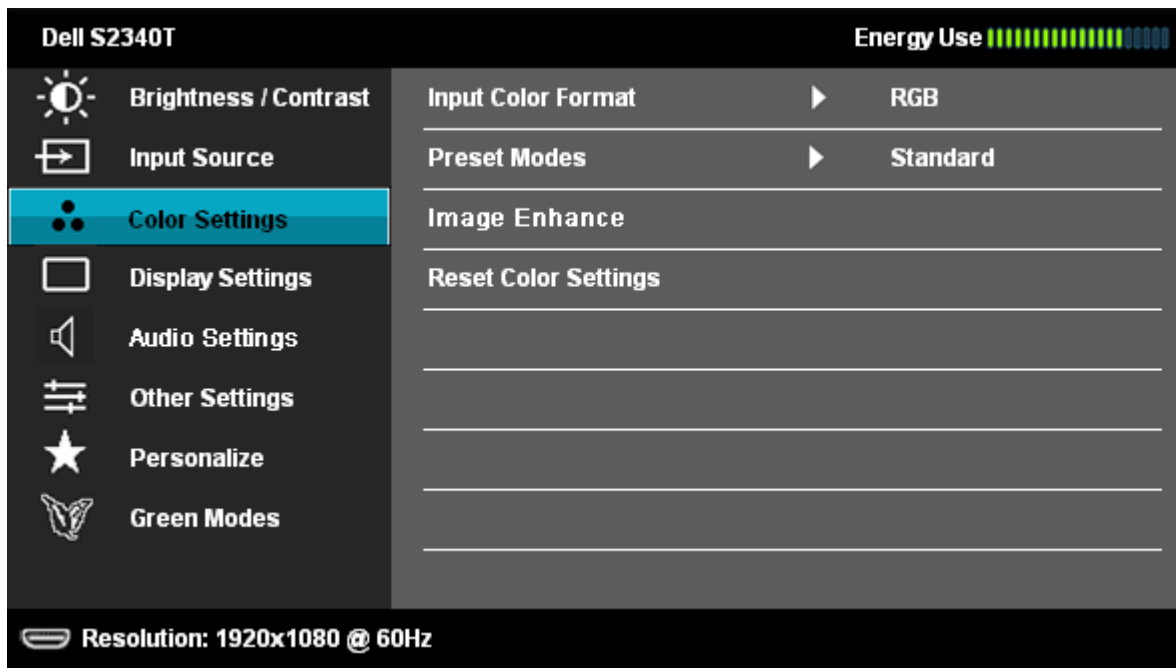 Dell S2340T
Energy Use
Brightness / Contrast
Input Source
Color Settings
Display Settings
Audio Settings
Other Settings
Personalize
Green Modes
Input Color Format RGB
Preset Modes Standard
Image Enhance
Reset Color Settings
Resolution: 1920x1080 @ 60Hz